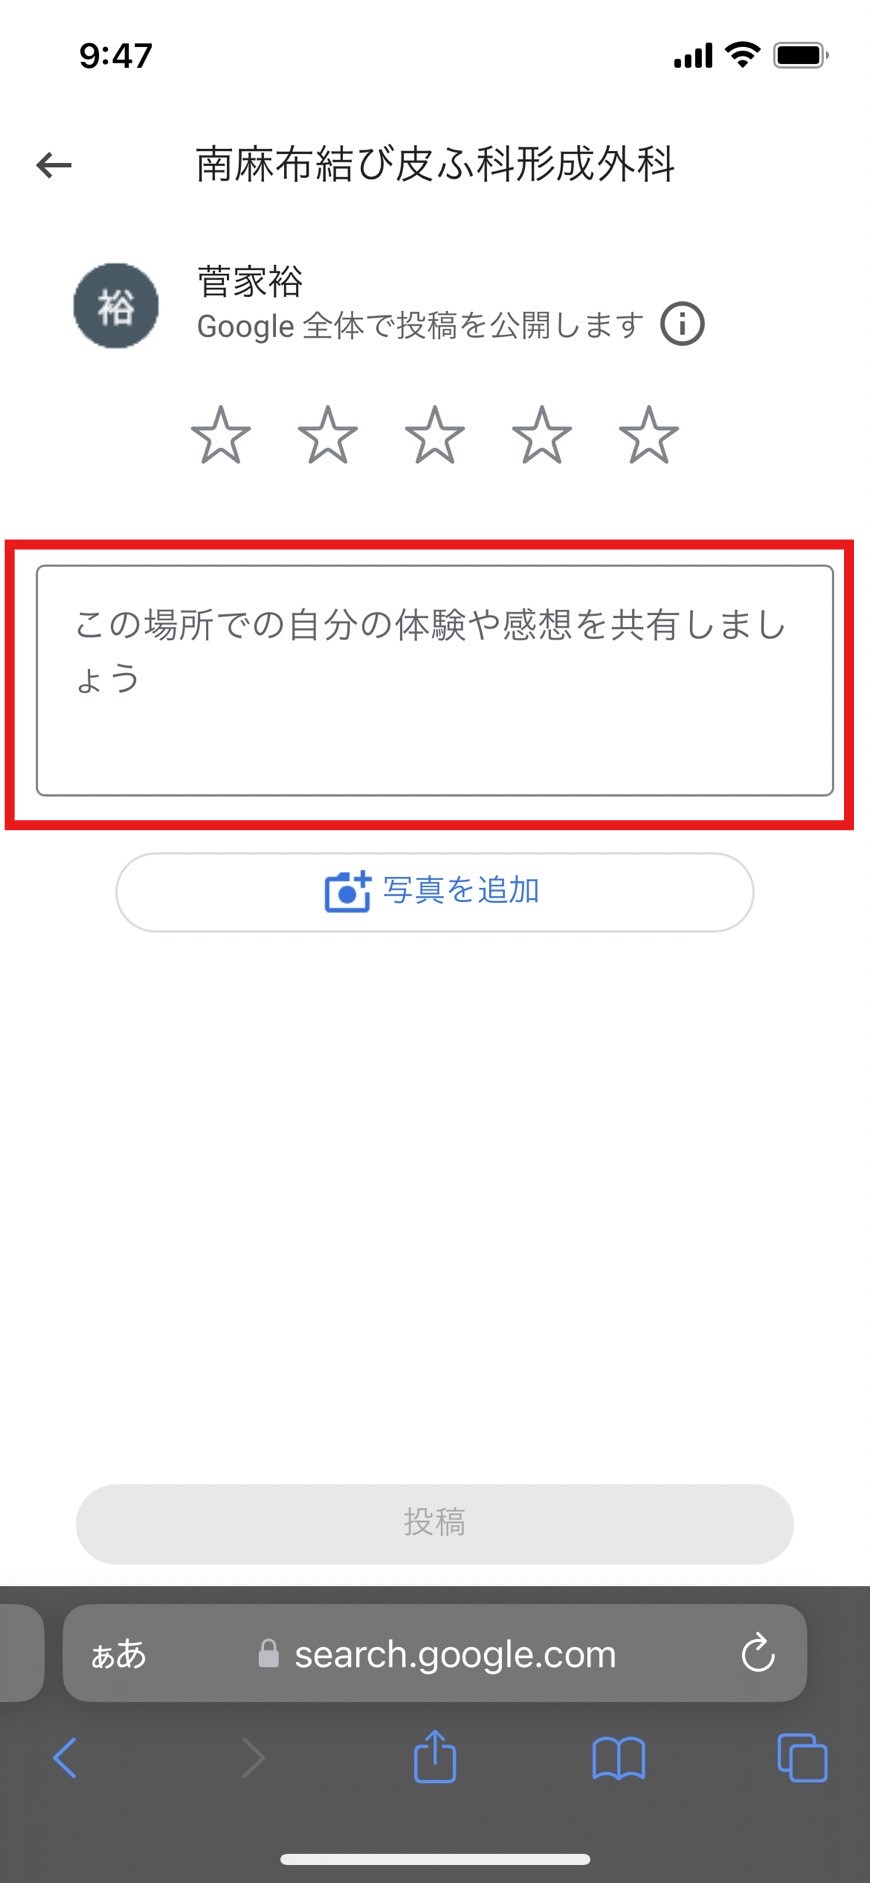 9:47
南麻布結び皮ふ科形成外科
裕
菅家裕
Google 全体で投稿を公開します
この場所での自分の体験や感想を共有しまし
ょう
写真を追加
投稿
ぁあ
search.google.com